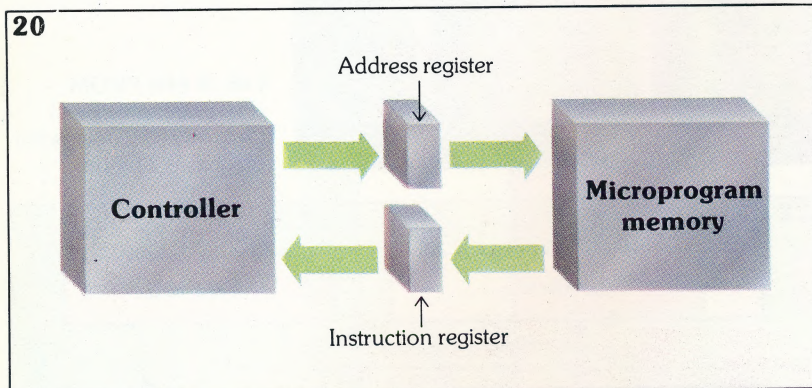 20
Address register
Controller
Microprogram
memory
Instruction register